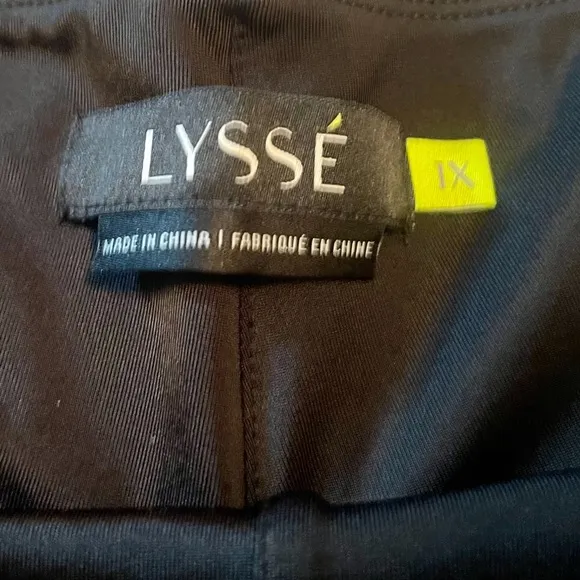 LYSSÉ
1X
MADE IN CHINA | FABRIQUÉ EN CHINE